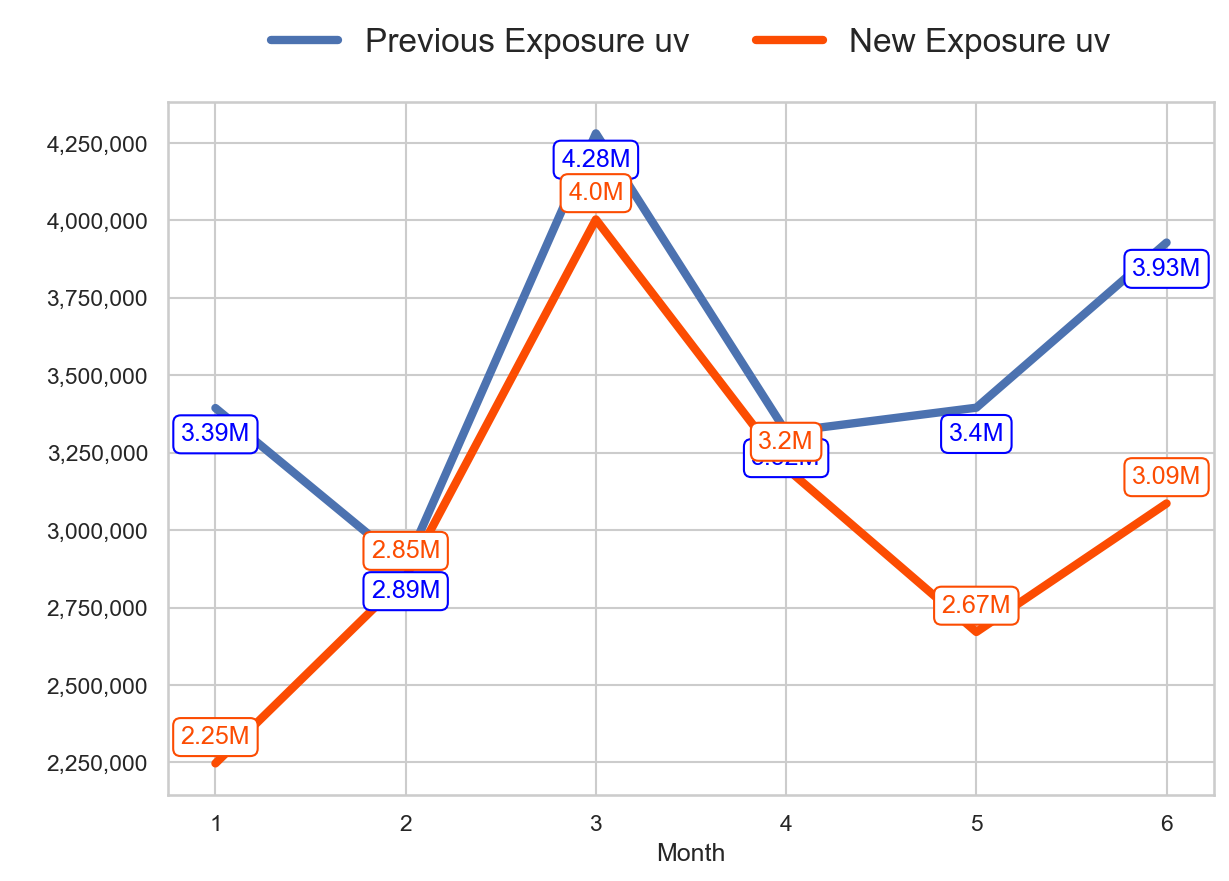 Previous Exposure uv New Exposure uv
4,250,000
4.28M
4.0M
4,000,000
3,750,000
3.93M
3,500,000
3.39M
3.4M
3.2M
3,250,000
3.09M
3,000,000
2.85M
2.89M
2,750,000
2.67M
2,500,000
2.25M
2,250,000
1 2 3 4 5 6
Month